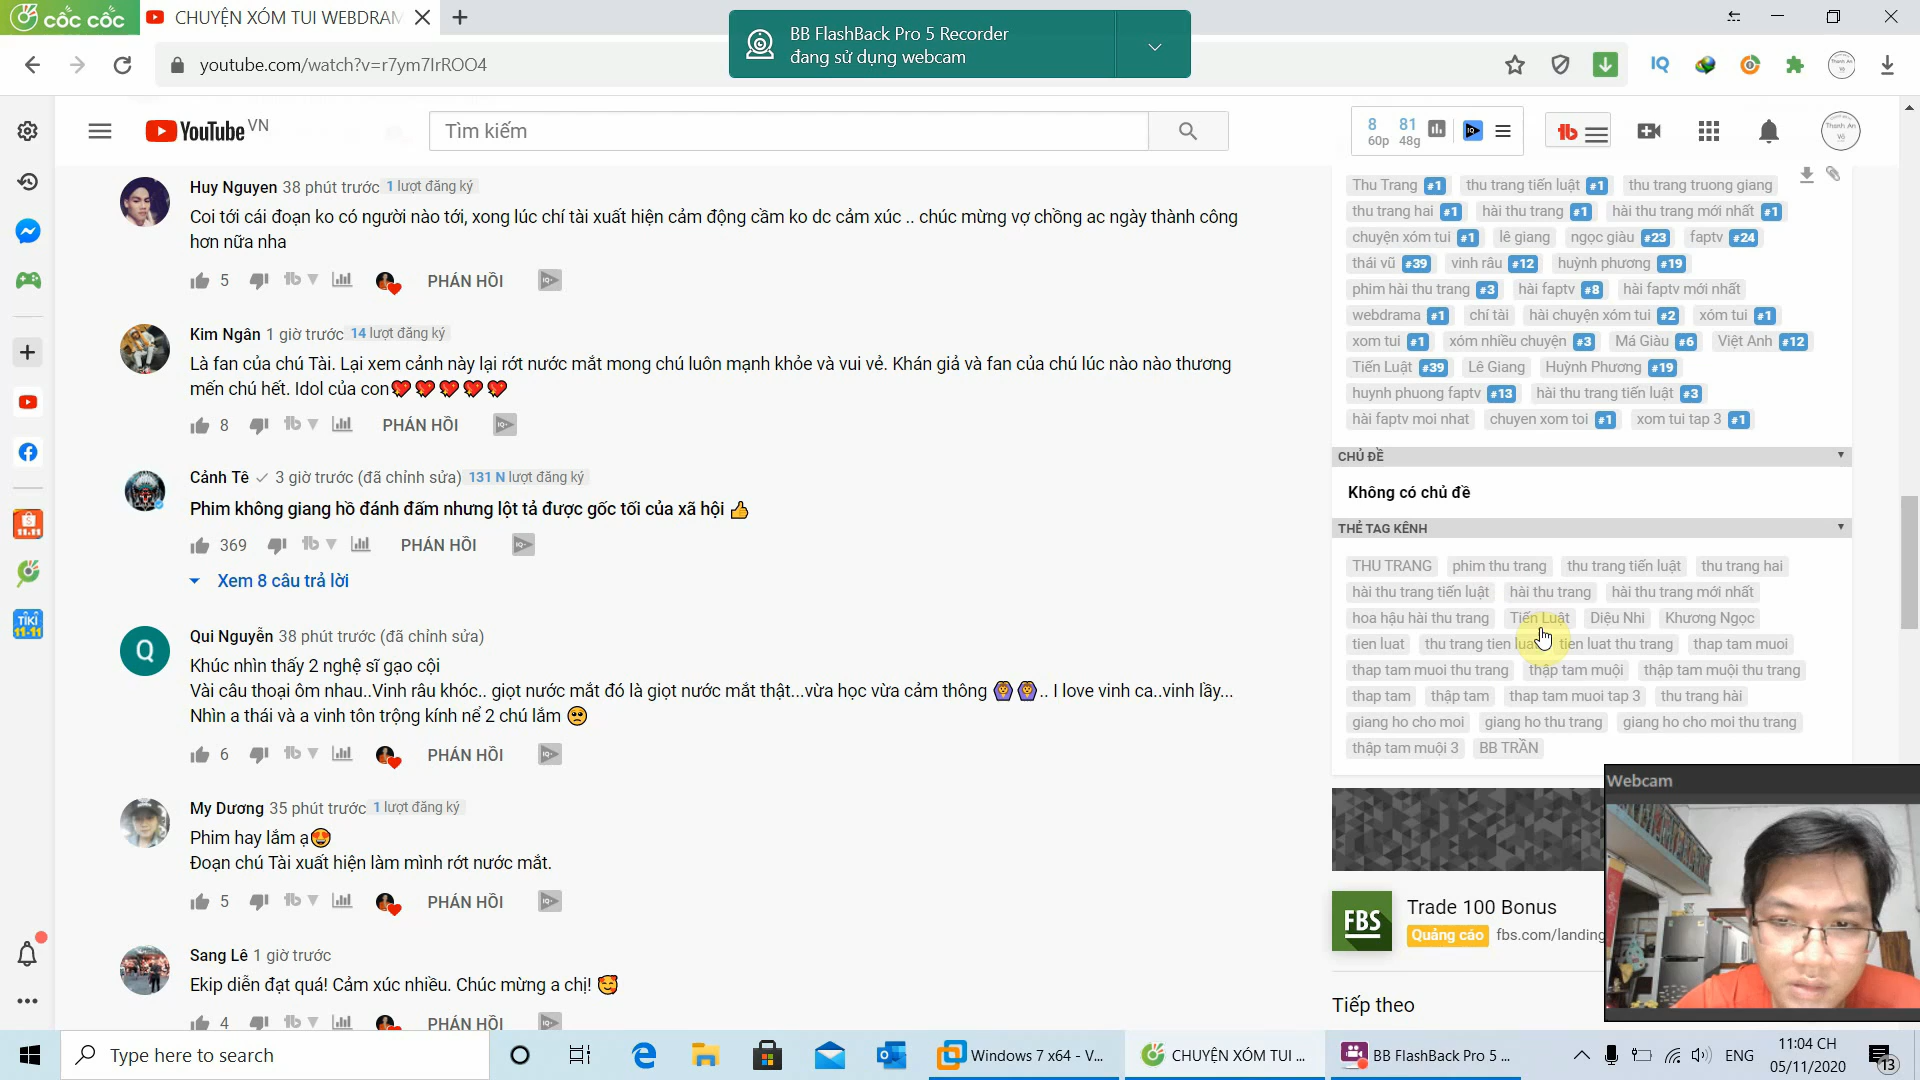 cốc cốc
CHUYỆN XÓM TUI WEBDRAM
BB FlashBack Pro 5 Recorder
đang sử dụng webcam
youtube.com/watch?v=r7ym7IrROO4
YouTube VN
Tìm kiếm
8 81
60p 48g
Huy Nguyen 38 phút trước 1 lượt đăng ký
Coi tới cái đoạn ko có người nào tới, xong lúc chí tài xuất hiện cảm động cầm ko dc cảm xúc .. chúc mừng vợ chồng ac ngày thành công
hơn nữa nha
5 PHẢN HỒI
Kim Ngân 1 giờ trước 14 lượt đăng ký
Là fan của chú Tài. Lại xem cảnh này lại rớt nước mắt mong chú luôn mạnh khỏe và vui vẻ. Khán giả và fan của chú lúc nào nào thương
mến chú hết. Idol của con💖💖💖💖💖
8 PHẢN HỒI
Cảnh Tê 3 giờ trước (đã chỉnh sửa) 131 N lượt đăng ký
Phim không giang hồ đánh đấm nhưng lột tả được gốc tối của xã hội 👍
369 PHẢN HỒI
Xem 8 câu trả lời
Q
Qui Nguyễn 38 phút trước (đã chỉnh sửa)
Khúc nhìn thấy 2 nghệ sĩ gạo cội
Vài câu thoại ôm nhau..Vinh râu khóc.. giọt nước mắt đó là giọt nước mắt thật...vừa học vừa cảm thông 🙆🙆.. I love vinh ca..vinh lầy...
Nhìn a thái và a vinh tôn trộng kính nể 2 chú lắm 🥺
6 PHẢN HỒI
My Dương 35 phút trước 1 lượt đăng ký
Phim hay lắm ạ😍
Đoạn chú Tài xuất hiện làm mình rớt nước mắt.
5 PHẢN HỒI
Sang Lê 1 giờ trước
Ekip diễn đạt quá! Cảm xúc nhiều. Chúc mừng a chị! 🥰
4 PHẢN HỒI
Thu Trang #1 thu trang tiến luật #1 thu trang truong giang
thu trang hai #1 hài thu trang #1 hài thu trang mới nhất #1
chuyện xóm tui #1 lê giang ngọc giàu #23 faptv #24
thái vũ #39 vinh râu #12 huỳnh phương #19
phim hài thu trang #3 hài faptv #8 hài faptv mới nhất
webdrama #1 chí tài hài chuyện xóm tui #2 xóm tui #1
xom tui #1 xóm nhiều chuyện #3 Má Giàu #6 Việt Anh #12
Tiến Luật #39 Lê Giang Huỳnh Phương #19
huynh phuong faptv #13 hài thu trang tiến luật #3
hài faptv moi nhat chuyen xom toi #1 xom tui tap 3 #1
CHỦ ĐỀ
Không có chủ đề
THẺ TAG KÊNH
THU TRANG phim thu trang thu trang tiến luật thu trang hai
hài thu trang tiến luật hài thu trang hài thu trang mới nhất
hoa hậu hài thu trang Tiến Luật Diệu Nhi Khương Ngọc
tien luat thu trang tien luat tien luat thu trang thap tam muoi
thap tam muoi thu trang thập tam muội thập tam muội thu trang
thap tam thập tam thap tam muoi tap 3 thu trang hài
giang ho cho moi giang ho thu trang giang ho cho moi thu trang
thập tam muội 3 BB TRẦN
Webcam
FBS
Trade 100 Bonus
Quảng cáo fbs.com/landing
Tiếp theo
Type here to search
Windows 7 x64 - V...
CHUYỆN XÓM TUI ...
BB FlashBack Pro 5 ...
ENG
11:04 CH
05/11/2020
13